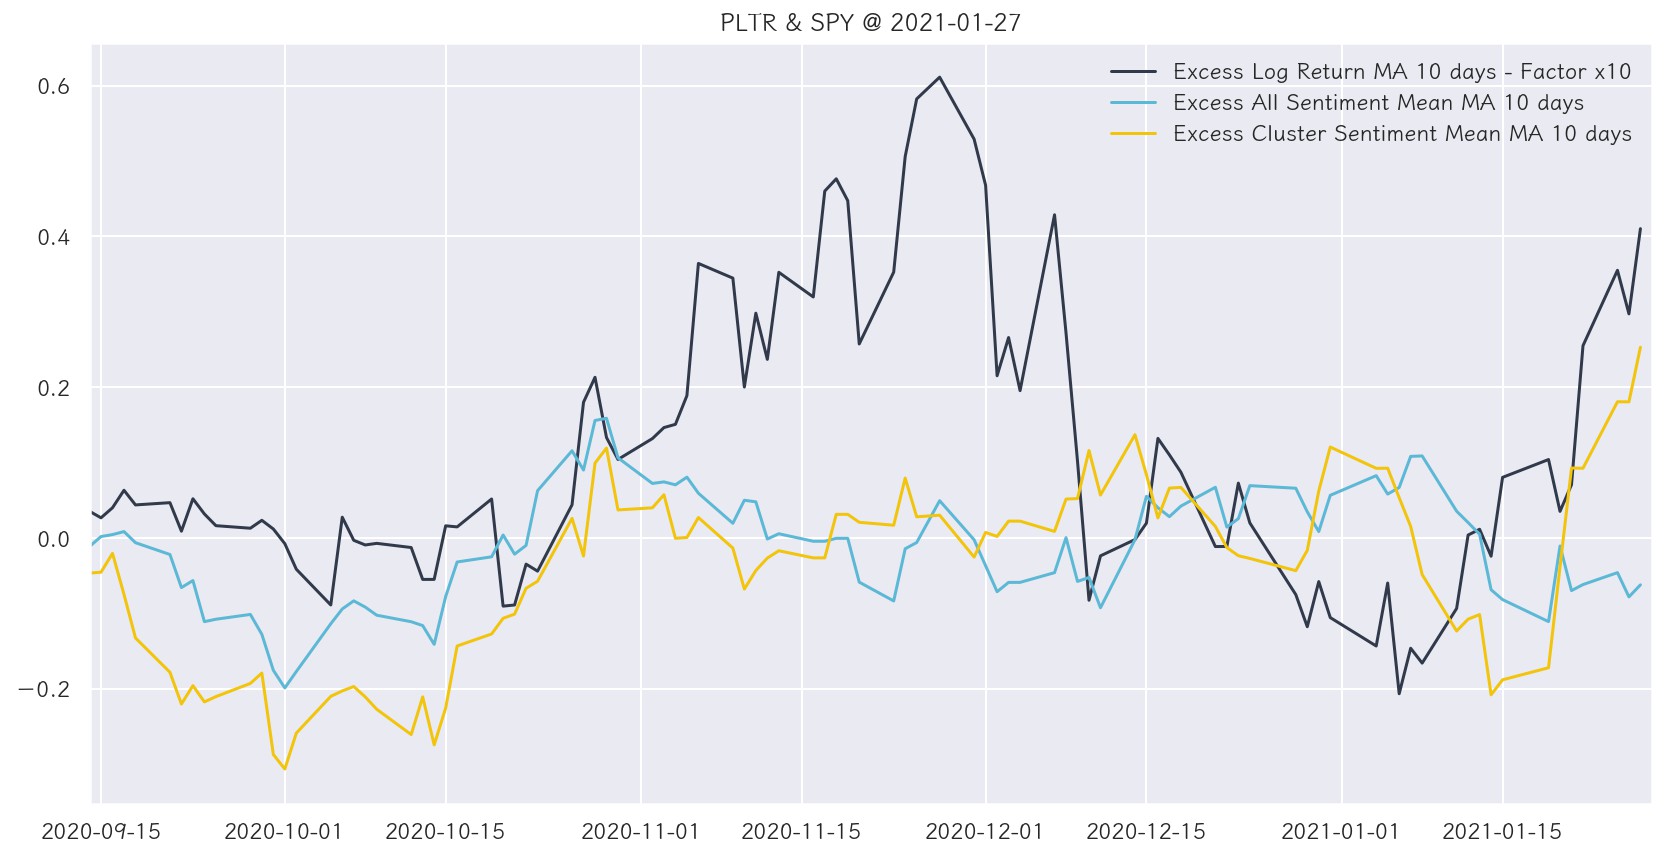 PLTR & SPY @ 2021-01-27
Excess Log Return MA 10 days - Factor x10
Excess All Sentiment Mean MA 10 days
Excess Cluster Sentiment Mean MA 10 days
0.6
0.4
0.2
0.0
−0.2
2020-09-15 2020-10-01 2020-10-15 2020-11-01 2020-11-15 2020-12-01 2020-12-15 2021-01-01 2021-01-15